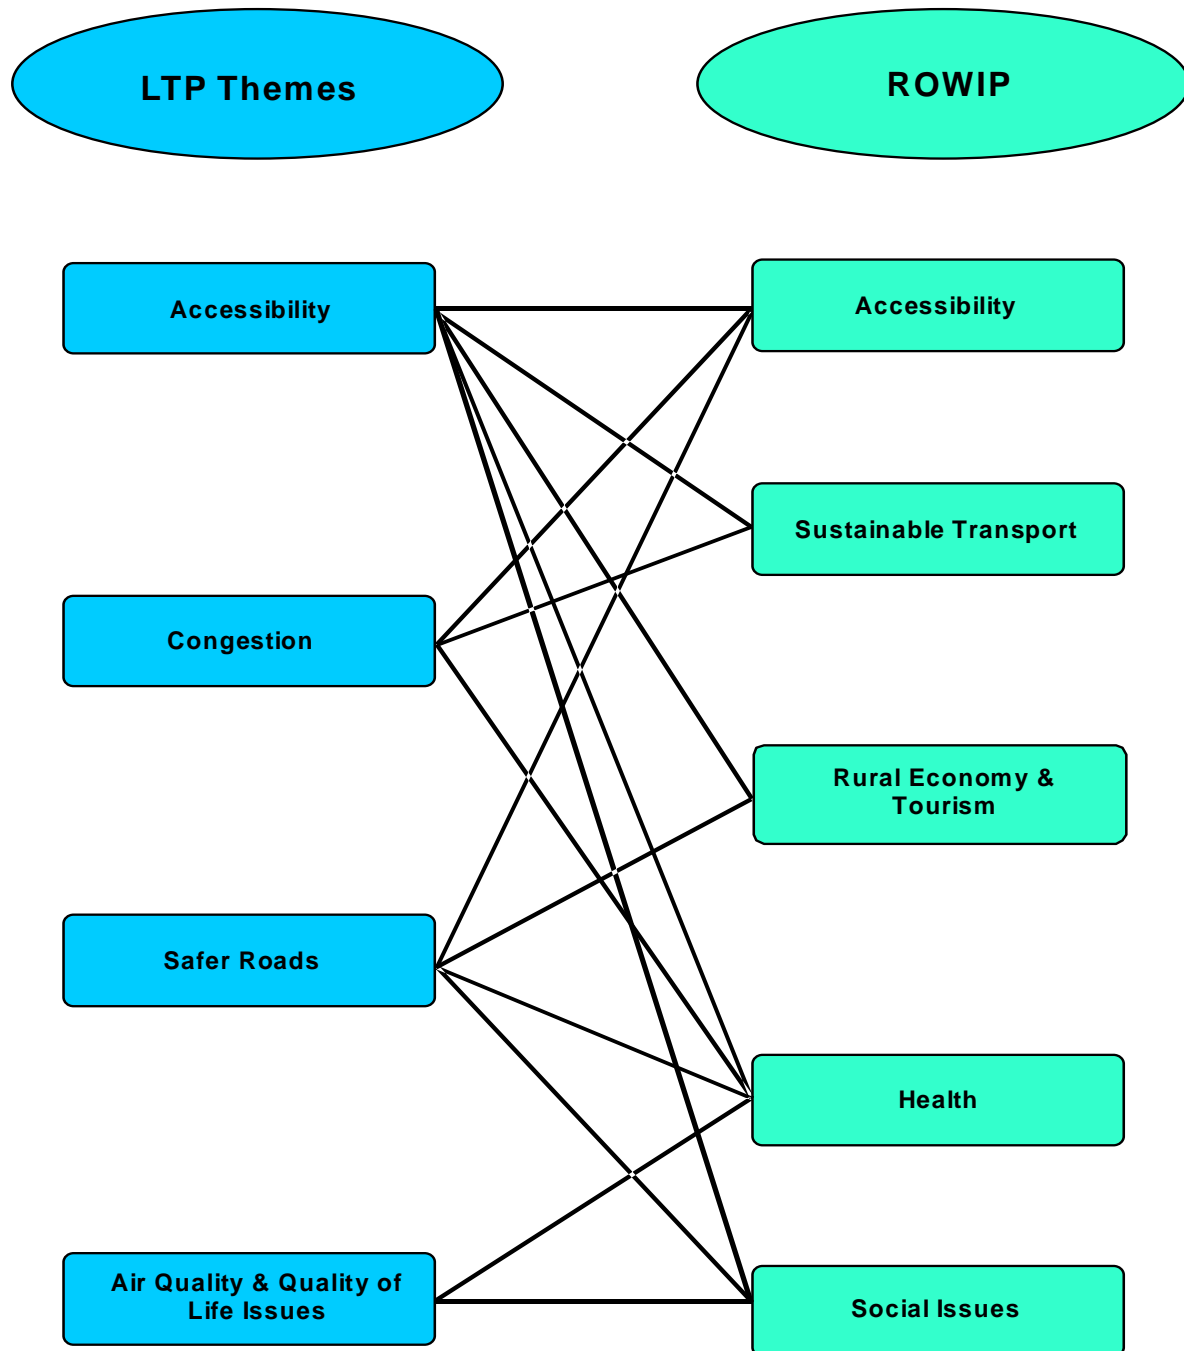 LTP Themes
ROWIP
Accessibility
Accessibility
Sustainable Transport
Congestion
Rural Economy &
Tourism
Safer Roads
Health
Air Quality & Quality of
Life Issues
Social Issues